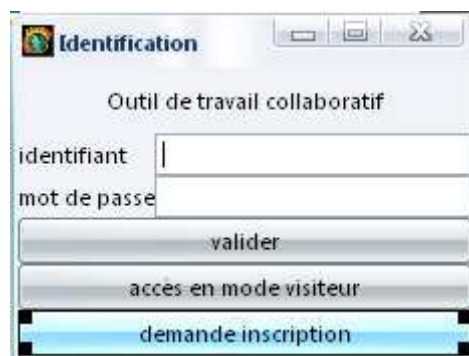 Identification
Outil de travail collaboratif
identifiant
mot de passe
valider
accès en mode visiteur
demande inscription